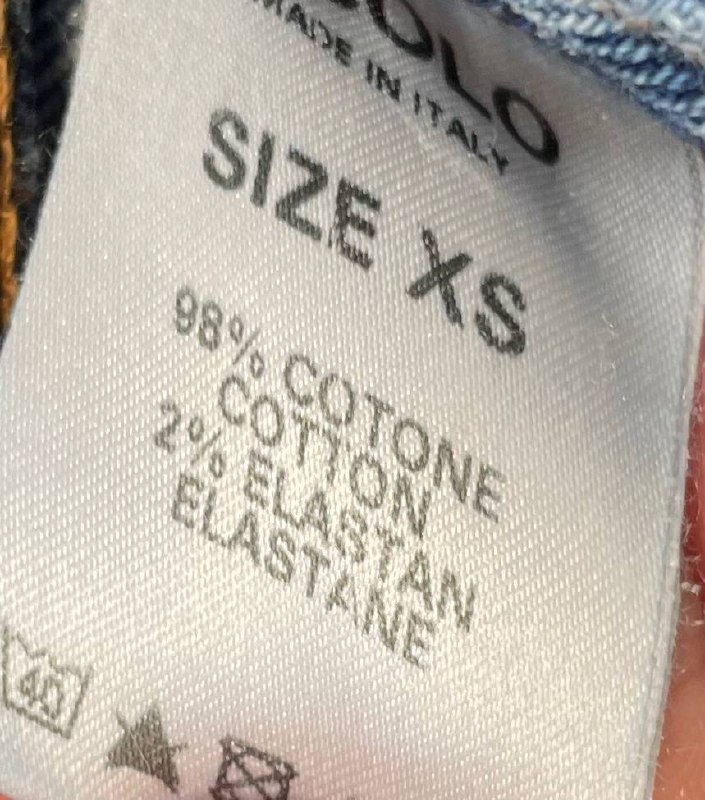 MADE IN ITALY
SIZE XS
98% COTONE
COTTON
2% ELASTAN
ELASTANE
40